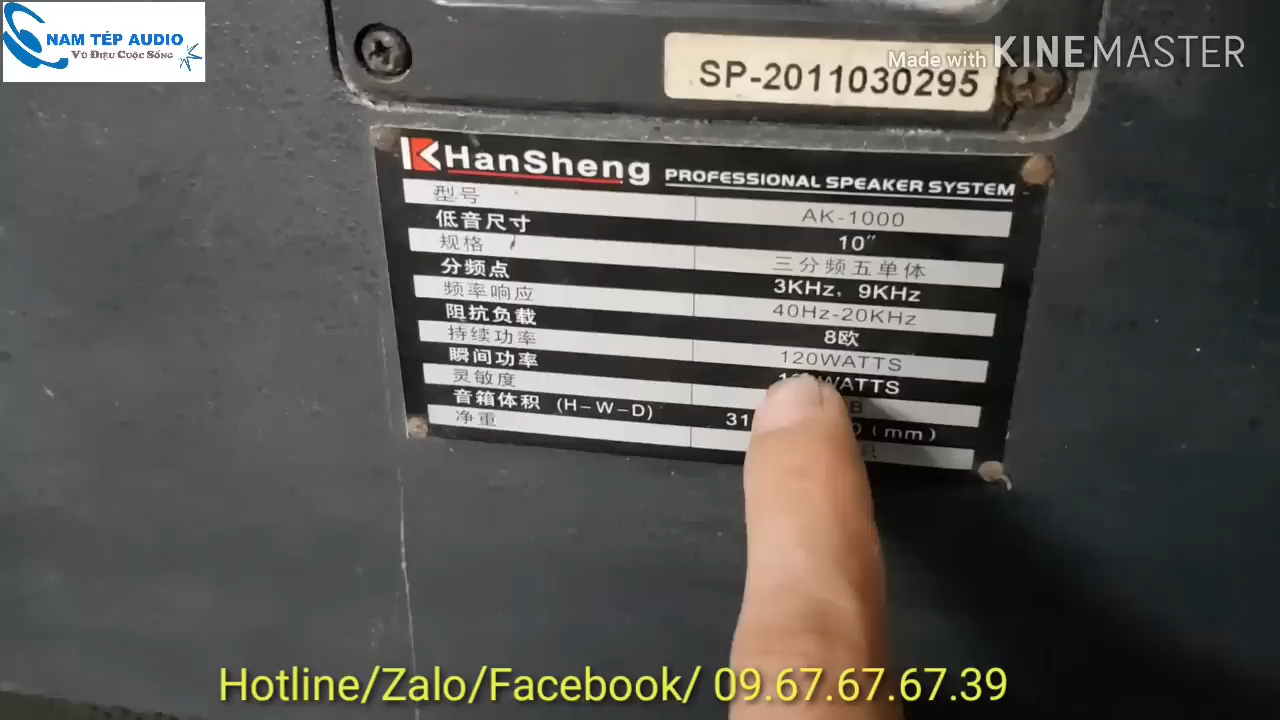 NAM TÉP AUDIO
Vũ Điệu Cuộc Sống
Made with KINEMASTER
SP-2011030295
HanSheng PROFESSIONAL SPEAKER SYSTEM
型号 AK-1000
低音尺寸 10″
规格 三分频五单体
分频点 3KHz, 9KHz
频率响应 40Hz-20KHz
阻抗负载 8欧
持续功率 120WATTS
瞬间功率 WATTS
灵敏度
音箱体积 (H-W-D) 31 (mm)
净重
Hotline/Zalo/Facebook/ 09.67.67.67.39